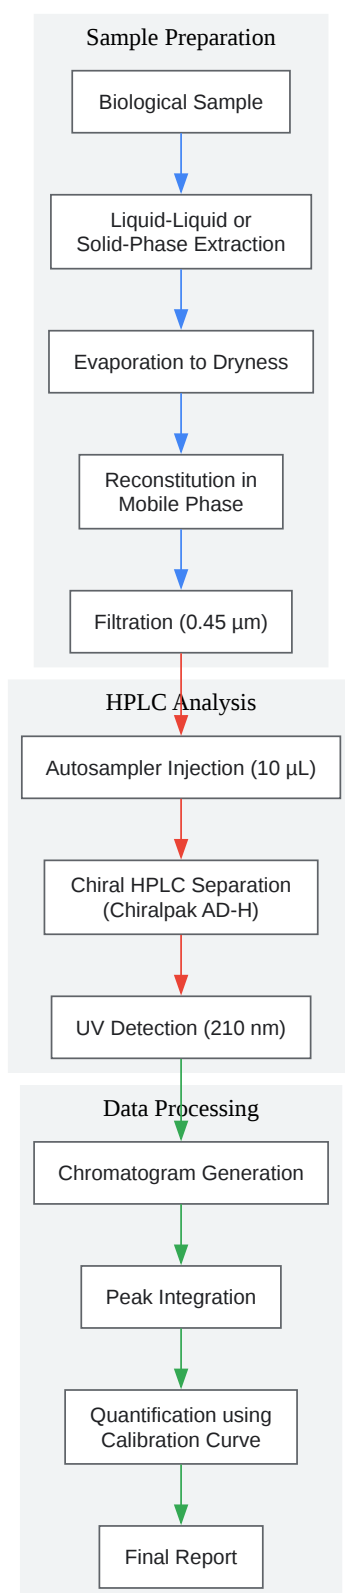 Sample Preparation
Biological Sample
Liquid-Liquid or
Solid-Phase Extraction
Evaporation to Dryness
Reconstitution in
Mobile Phase
Filtration (0.45 µm)
HPLC Analysis
Autosampler Injection (10 µL)
Chiral HPLC Separation
(Chiralpak AD-H)
UV Detection (210 nm)
Data Processing
Chromatogram Generation
Peak Integration
Quantification using
Calibration Curve
Final Report